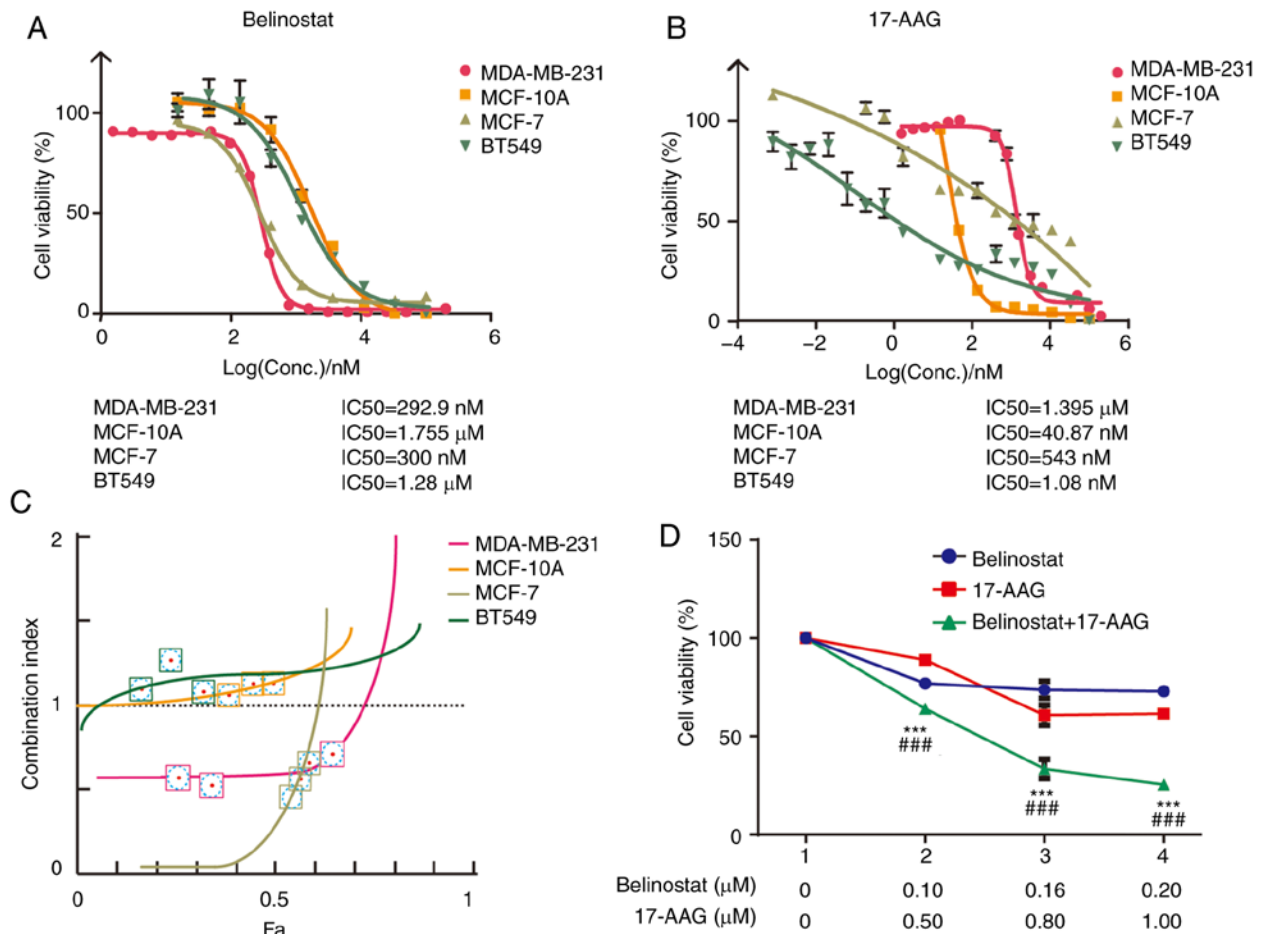 A
Belinostat
Cell viability (%)
100
50
0
0
2
4
6
Log(Conc.)/nM
MDA-MB-231
MCF-10A
MCF-7
BT549
MDA-MB-231 IC50=292.9 nM
MCF-10A IC50=1.755 μM
MCF-7 IC50=300 nM
BT549 IC50=1.28 μM
B
17-AAG
Cell viability (%)
100
50
0
−4
−2
0
2
4
6
Log(Conc.)/nM
MDA-MB-231
MCF-10A
MCF-7
BT549
MDA-MB-231 IC50=1.395 μM
MCF-10A IC50=40.87 nM
MCF-7 IC50=543 nM
BT549 IC50=1.08 nM
C
Combination index
2
1
0
0
0.5
1
Fa
MDA-MB-231
MCF-10A
MCF-7
BT549
D
Cell viability (%)
150
100
50
0
Belinostat
17-AAG
Belinostat+17-AAG
***
###
***
###
***
###
1 2 3 4
Belinostat (μM) 0 0.10 0.16 0.20
17-AAG (μM) 0 0.50 0.80 1.00